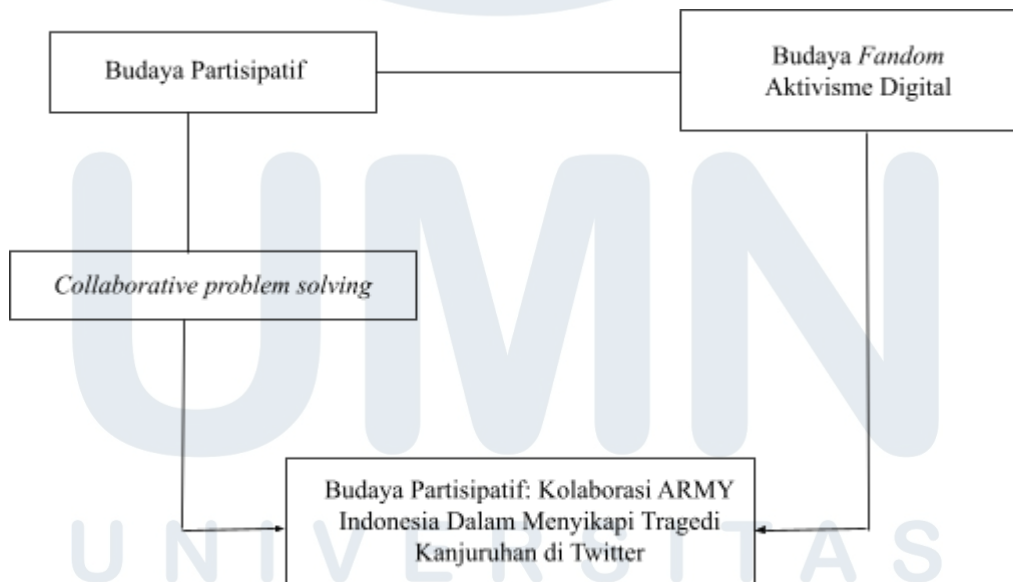 Budaya Partisipatif
Budaya Fandom
Aktivisme Digital
Collaborative problem solving
Budaya Partisipatif: Kolaborasi ARMY
Indonesia Dalam Menyikapi Tragedi
Kanjuruhan di Twitter
UMN
UNIVERSITAS